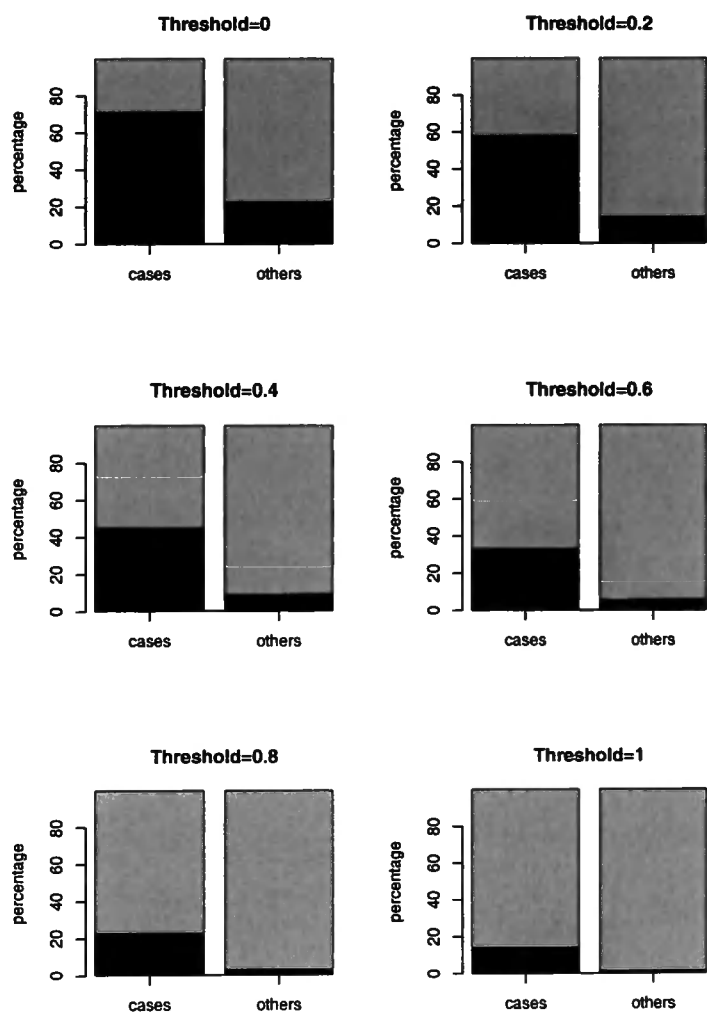 Threshold=0
percentage
0 20 40 60 80
cases others
Threshold=0.2
percentage
0 20 40 60 80
cases others
Threshold=0.4
percentage
0 20 40 60 80
cases others
Threshold=0.6
percentage
0 20 40 60 80
cases others
Threshold=0.8
percentage
0 20 40 60 80
cases others
Threshold=1
percentage
0 20 40 60 80
cases others